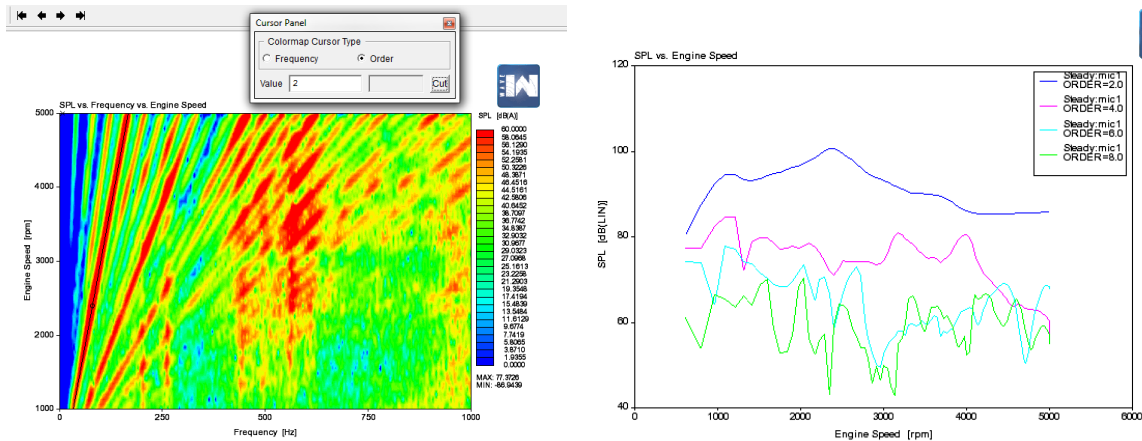 Cursor Panel
Colormap Cursor Type
Frequency
Order
Value 2
Cut
WAVE
SPL vs. Frequency vs. Engine Speed
SPL [dB(A)]
5000
4000
3000
2000
1000
Engine Speed [rpm]
0
250
500
750
1000
Frequency [Hz]
60.0000
58.0645
56.1290
54.1935
52.2581
50.3226
48.3871
46.4516
44.5161
42.5806
40.6452
38.7097
36.7742
34.8387
32.9032
30.9677
29.0323
27.0968
25.1613
23.2258
21.2903
19.3548
17.4194
15.4839
13.5484
11.6129
9.6774
7.7419
5.8065
3.8710
1.9355
0.0000
MAX: 77.3726
MIN: -86.9439
SPL vs. Engine Speed
120
100
80
60
40
SPL [dB(LIN)]
0
1000
2000
3000
4000
5000
6000
Engine Speed [rpm]
Steady:mic1
ORDER=2.0
Steady:mic1
ORDER=4.0
Steady:mic1
ORDER=6.0
Steady:mic1
ORDER=8.0